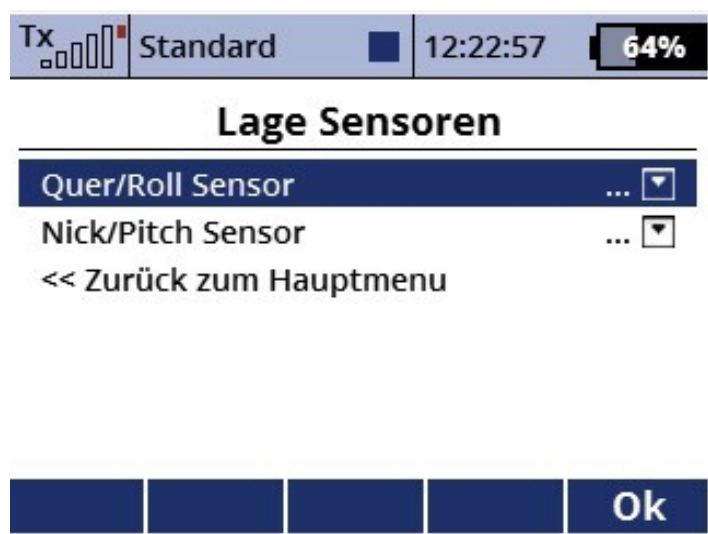 Tx Standard 12:22:57 64%
Lage Sensoren
Quer/Roll Sensor ...
Nick/Pitch Sensor ...
<< Zurück zum Hauptmenu
Ok